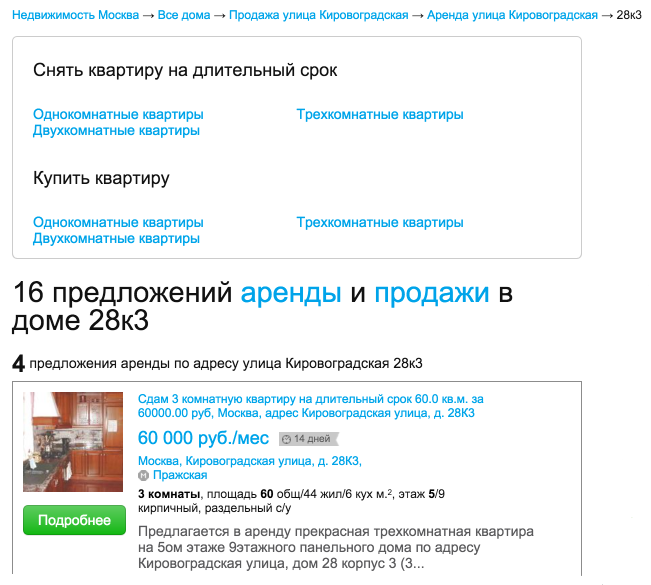 Недвижимость Москва → Все дома → Продажа улица Кировоградская → Аренда улица Кировоградская → 28к3
Снять квартиру на длительный срок
Однокомнатные квартиры Трехкомнатные квартиры
Двухкомнатные квартиры
Купить квартиру
Однокомнатные квартиры Трехкомнатные квартиры
Двухкомнатные квартиры
16 предложений аренды и продажи в
доме 28к3
4 предложения аренды по адресу улица Кировоградская 28к3
Сдам 3 комнатную квартиру на длительный срок 60.0 кв.м. за
60000.00 руб, Москва, адрес Кировоградская улица, д. 28К3
60 000 руб./мес 14 дней
Москва, Кировоградская улица, д. 28К3,
М Пражская
3 комнаты, площадь 60 общ/44 жил/6 кух м.², этаж 5/9
кирпичный, раздельный с/у
Подробнее
Предлагается в аренду прекрасная трехкомнатная квартира
на 5ом этаже 9этажного панельного дома по адресу
Кировоградская улица, дом 28 корпус 3 (3...